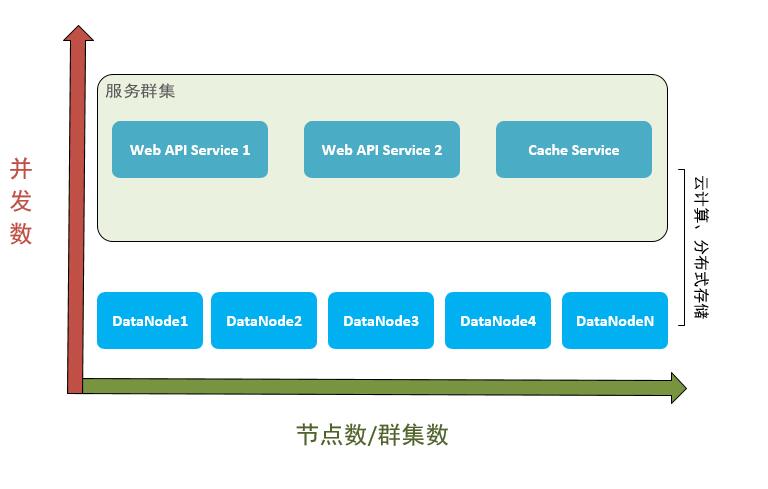 服务群集
Web API Service 1
Web API Service 2
Cache Service
并发数
云计算、分布式存储
DataNode1
DataNode2
DataNode3
DataNode4
DataNodeN
节点数/群集数